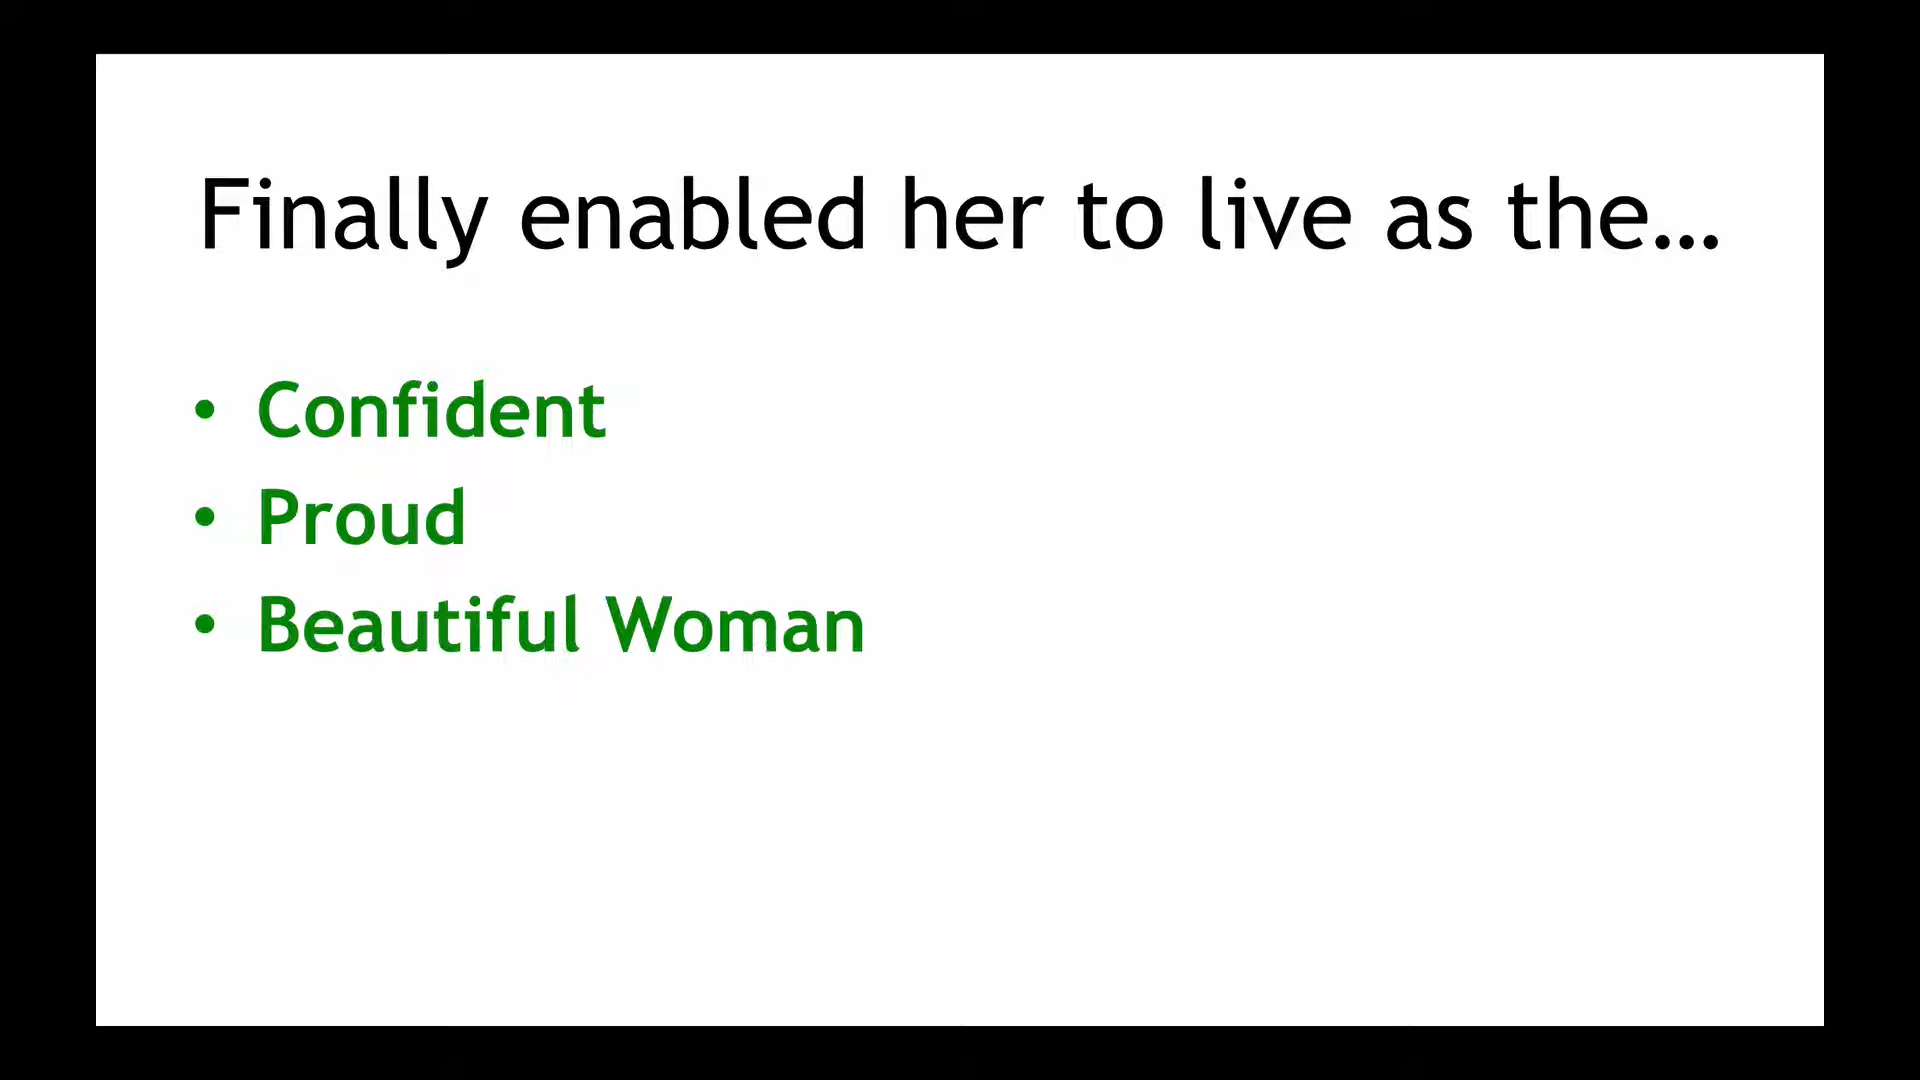 Finally enabled her to live as the…
• Confident
• Proud
• Beautiful Woman